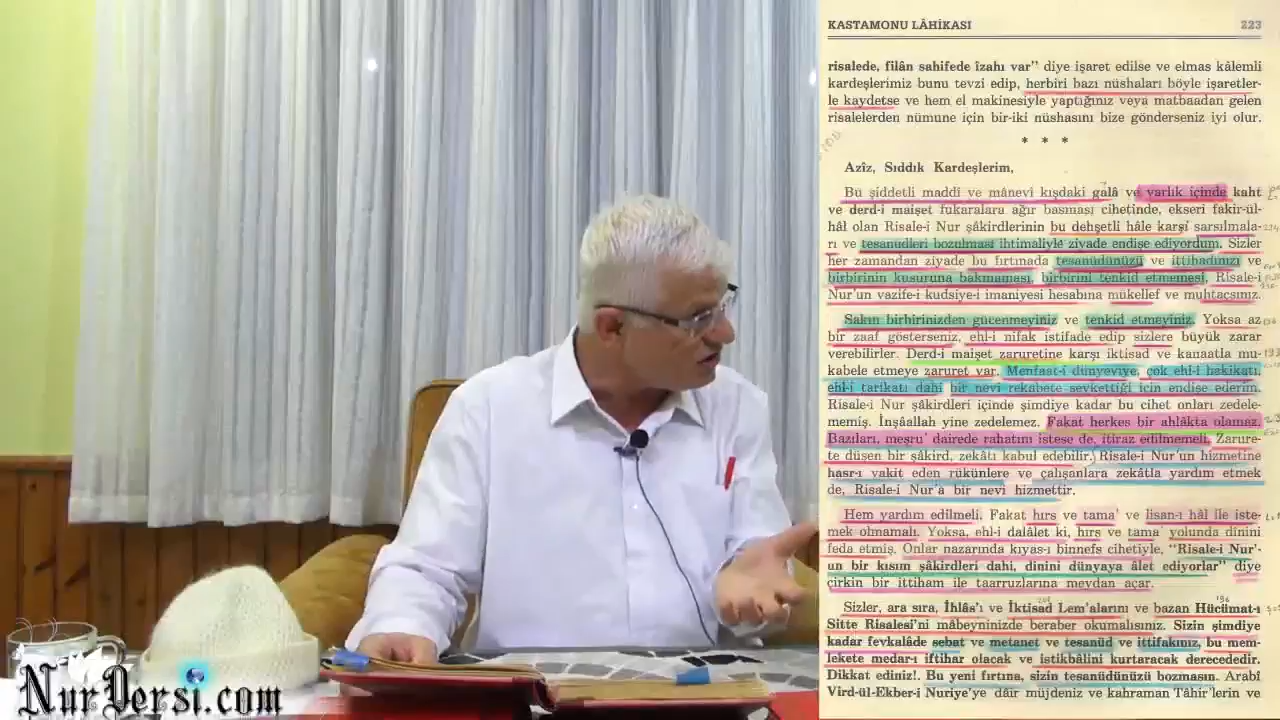 KASTAMONU LÂHİKASI 223
risalede, filân sahifede îzahı var" diye işaret edilse ve elmas kâlemli
kardeşlerimiz bunu tevzi edip, herbiri bazı nüshaları böyle işaretler-
le kaydetse ve hem el makinesiyle yaptığınız veya matbaadan gelen
risalelerden nümune için bir-iki nüshasını bize gönderseniz iyi olur.
* * *
Azîz, Sıddık Kardeşlerim,
Bu şiddetli maddî ve mânevî kışdaki galâ ve varlık içinde kaht
ve derd-i maişet fukaralara ağır basması cihetinde, ekseri fakir-ül-
hâl olan Risale-i Nur şâkirdlerinin bu dehşetli hâle karşı sarsılmala-
rı ve tesanüdleri bozulması ihtimaliyle ziyade endişe ediyordum. Sizler
her zamandan ziyade bu fırtınada tesanüdünüzü ve ittihadınızı ve
birbirinin kusuruna bakmaması, birbirini tenkid etmemesi, Risale-i
Nur'un vazife-i kudsiye-i imaniyesi hesabına mükellef ve muhtacsınız.
Sakın birbirinizden gücenmeyiniz ve tenkid etmeyiniz. Yoksa az
bir zaaf gösterseniz, ehl-i nifak istifade edip sizlere büyük zarar
verebilirler. Derd-i maişet zaruretine karşı iktisad ve kanaatla mu-
kabele etmeye zaruret var. Menfaat-i dünyeviye, çok ehl-i hakikatı,
ehl-i tarikatı dahi bir nevi rekabete sevkettiği için endişe ederim.
Risale-i Nur şâkirdleri içinde şimdiye kadar bu cihet onları zedele-
memiş. İnşâallah yine zedelemez. Fakat herkes bir ahlâkta olamaz.
Bazıları, meşru' dairede rahatını istese de, itiraz edilmemeli. Zarure-
te düşen bir şâkird, zekâtı kabul edebilir. Risale-i Nur'un hizmetine
hasr-ı vakit eden rükünlere ve çalışanlara zekâtla yardım etmek
de, Risale-i Nur'a bir nevi hizmettir.
Hem yardım edilmeli. Fakat hırs ve tama' ve lisan-ı hâl ile iste-
mek olmamalı. Yoksa, ehl-i dalâlet ki, hırs ve tama' yolunda dinini
feda etmiş. Onlar nazarında kıyas-ı binnefs cihetiyle, "Risale-i Nur'-
un bir kısım şâkirdleri dahi, dinini dünyaya âlet ediyorlar" diye
çirkin bir ittiham ile taarruzlarına meydan açar.
Sizler, ara sıra, İhlâs'ı ve İktisad Lem'alarını ve bazan Hücümat-ı
Sitte Risalesi'ni mâbeyninizde beraber okumalısınız. Sizin şimdiye
kadar fevkalâde sebat ve metanet ve tesanüd ve ittifakınız, bu mem-
lekete medar-ı iftihar olacak ve istikbâlini kurtaracak derecededir.
Dikkat ediniz! Bu yeni fırtına, sizin tesanüdünüzü bozmasın. Arabî
Vird-ül-Ekber-i Nuriye'ye dâir müjdeniz ve kahraman Tâhir'lerin ve
NurDersi.com